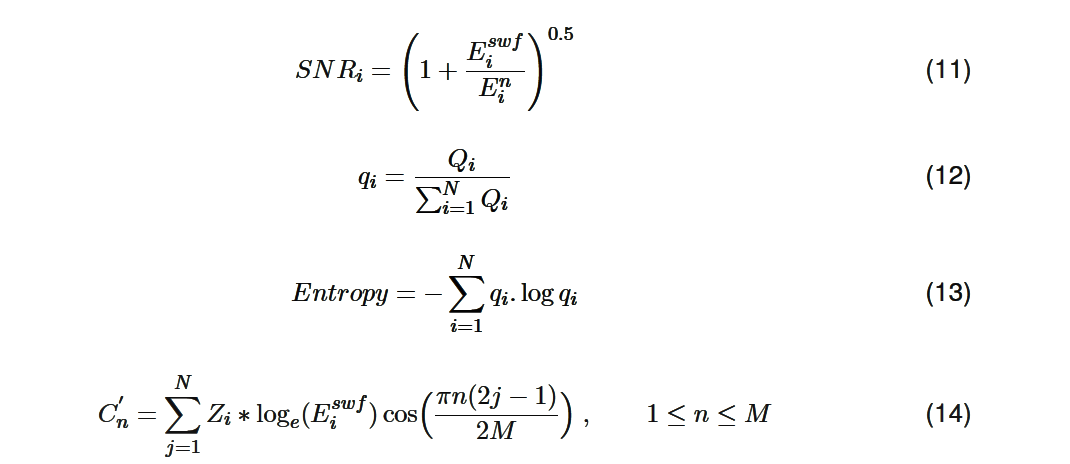 $SNR_i = \left(1 + \frac{E_i^{swf}}{E_i^n}\right)^{0.5}$ (11)
$q_i = \frac{Q_i}{\sum_{i=1}^{N} Q_i}$ (12)
$Entropy = -\sum_{i=1}^{N} q_i . \log q_i$ (13)
$C_n^{'} = \sum_{j=1}^{N} Z_i * \log_e(E_i^{swf}) \cos\left(\frac{\pi n(2j-1)}{2M}\right), \quad 1 \leq n \leq M$ (14)